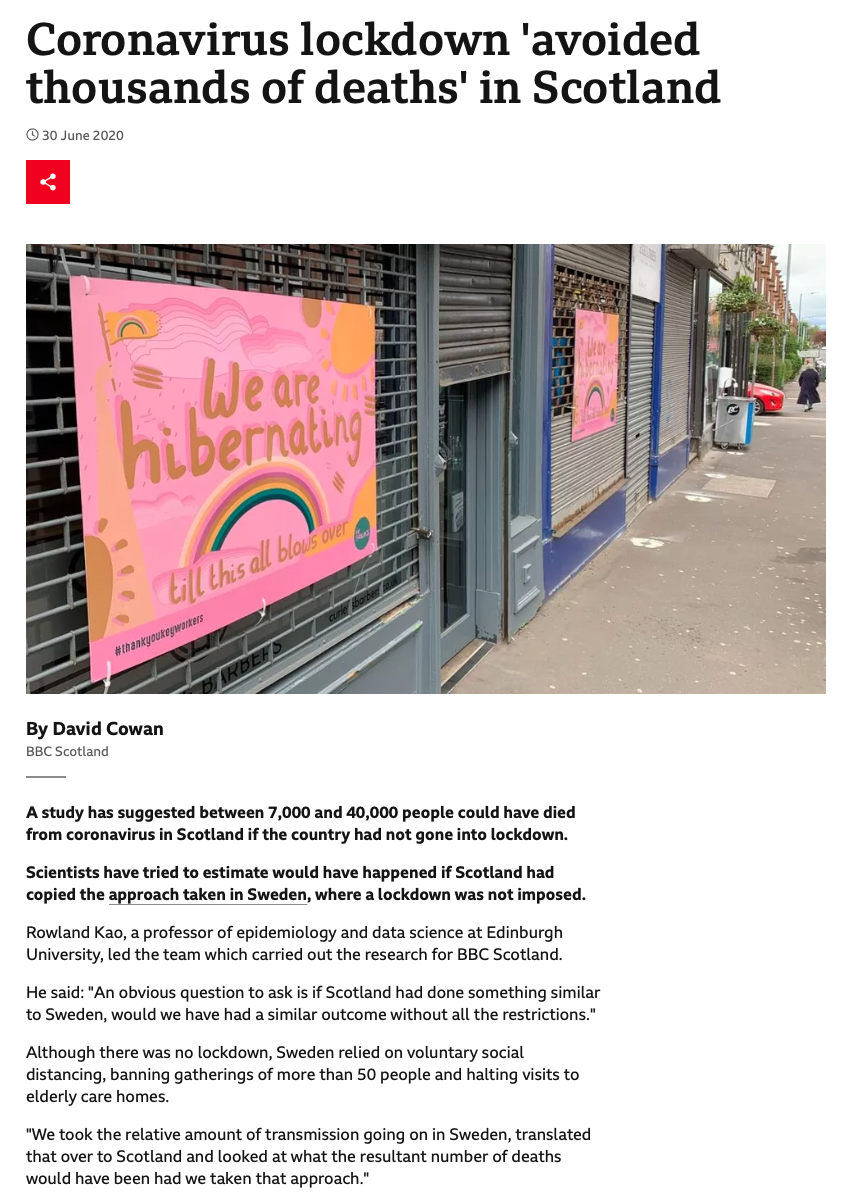 Coronavirus lockdown 'avoided
thousands of deaths' in Scotland
30 June 2020
We are
hibernating
till this all blows over
#thankyoukeyworkers
BARBERS
We are
hibernating
BC
By David Cowan
BBC Scotland
A study has suggested between 7,000 and 40,000 people could have died
from coronavirus in Scotland if the country had not gone into lockdown.
Scientists have tried to estimate would have happened if Scotland had
copied the approach taken in Sweden, where a lockdown was not imposed.
Rowland Kao, a professor of epidemiology and data science at Edinburgh
University, led the team which carried out the research for BBC Scotland.
He said: "An obvious question to ask is if Scotland had done something similar
to Sweden, would we have had a similar outcome without all the restrictions."
Although there was no lockdown, Sweden relied on voluntary social
distancing, banning gatherings of more than 50 people and halting visits to
elderly care homes.
"We took the relative amount of transmission going on in Sweden, translated
that over to Scotland and looked at what the resultant number of deaths
would have been had we taken that approach."